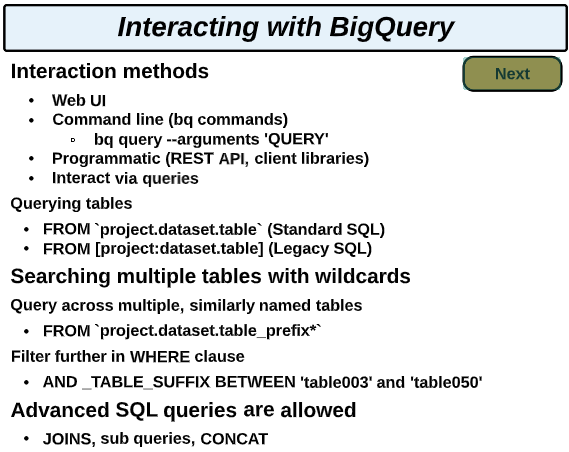 Interacting with BigQuery
Interaction methods
Next
• Web UI
• Command line (bq commands)
▫ bq query --arguments 'QUERY'
• Programmatic (REST API, client libraries)
• Interact via queries
Querying tables
• FROM `project.dataset.table` (Standard SQL)
• FROM [project:dataset.table] (Legacy SQL)
Searching multiple tables with wildcards
Query across multiple, similarly named tables
• FROM `project.dataset.table_prefix*`
Filter further in WHERE clause
• AND _TABLE_SUFFIX BETWEEN 'table003' and 'table050'
Advanced SQL queries are allowed
• JOINS, sub queries, CONCAT